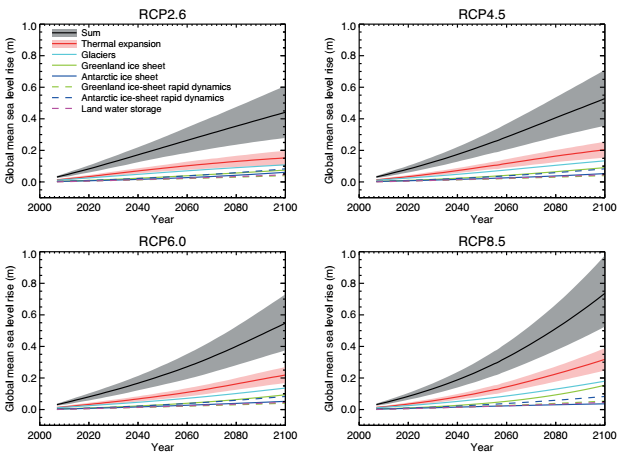 RCP2.6
Global mean sea level rise (m)
1.0
0.8
0.6
0.4
0.2
0.0
Sum
Thermal expansion
Glaciers
Greenland ice sheet
Antarctic ice sheet
Greenland ice-sheet rapid dynamics
Antarctic ice-sheet rapid dynamics
Land water storage
2000 2020 2040 2060 2080 2100
Year
RCP4.5
Global mean sea level rise (m)
1.0
0.8
0.6
0.4
0.2
0.0
2000 2020 2040 2060 2080 2100
Year
RCP6.0
Global mean sea level rise (m)
1.0
0.8
0.6
0.4
0.2
0.0
2000 2020 2040 2060 2080 2100
Year
RCP8.5
Global mean sea level rise (m)
1.0
0.8
0.6
0.4
0.2
0.0
2000 2020 2040 2060 2080 2100
Year